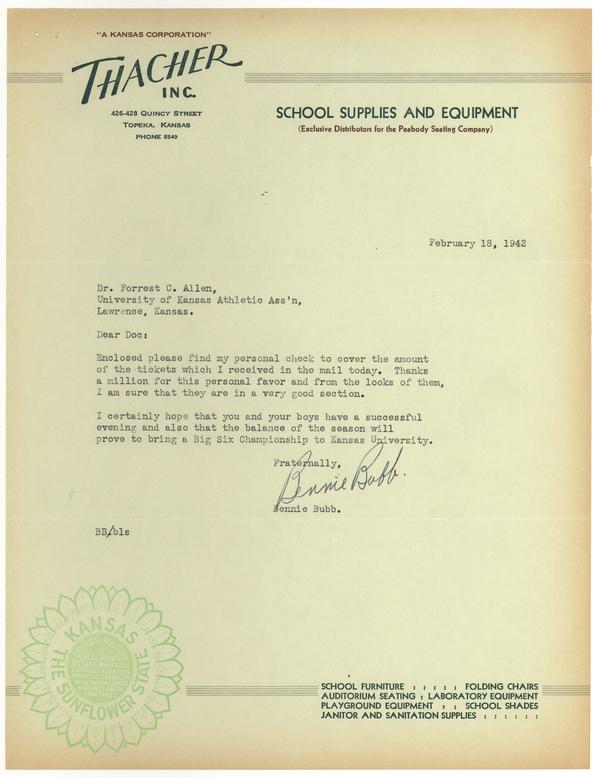 "A KANSAS CORPORATION"
THACHER
INC.
426-428 QUINCY STREET
TOPEKA, KANSAS
PHONE 8549
SCHOOL SUPPLIES AND EQUIPMENT
(Exclusive Distributors for the Peabody Seating Company)
February 18, 1942
Dr. Forrest C. Allen,
University of Kansas Athletic Ass'n,
Lawrence, Kansas.
Dear Doc:
Enclosed please find my personal check to cover the amount
of the tickets which I received in the mail today. Thanks
a million for this personal favor and from the looks of them,
I am sure that they are in a very good section.
I certainly hope that you and your boys have a successful
evening and also that the balance of the season will
prove to bring a Big Six Championship to Kansas University.
Fraternally,
Bennie Bubb.
Bennie Bubb.
BB/bls
KANSAS
THE SUNFLOWER STATE
SCHOOL FURNITURE : : : : : FOLDING CHAIRS
AUDITORIUM SEATING : LABORATORY EQUIPMENT
PLAYGROUND EQUIPMENT : : SCHOOL SHADES
JANITOR AND SANITATION SUPPLIES : : : : : :